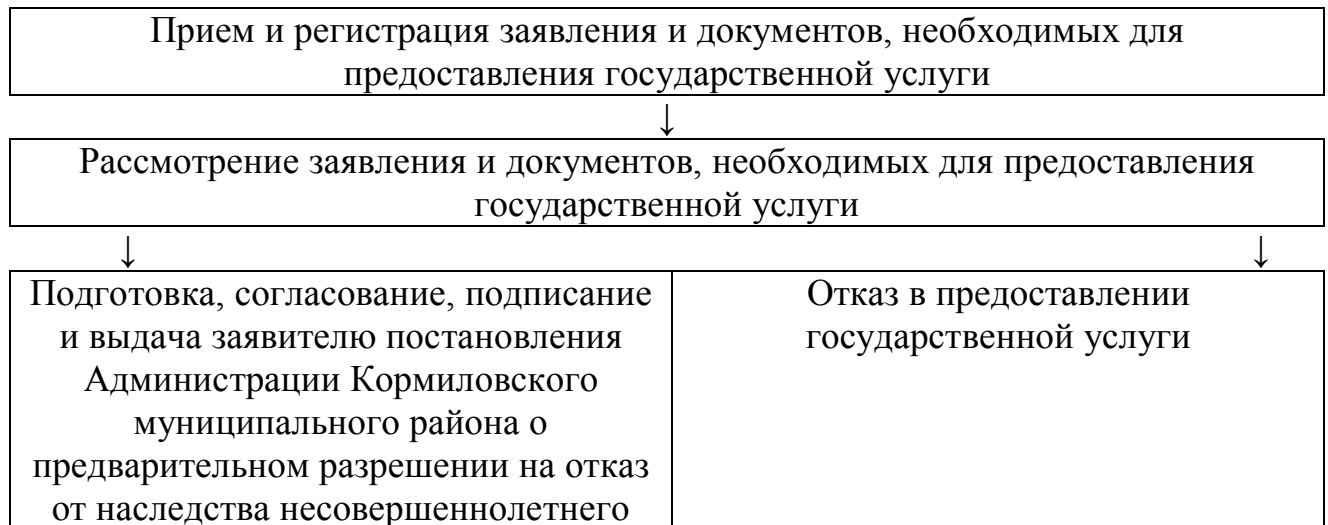 Прием и регистрация заявления и документов, необходимых для
предоставления государственной услуги
↓
Рассмотрение заявления и документов, необходимых для предоставления
государственной услуги
↓ ↓
Подготовка, согласование, подписание
и выдача заявителю постановления
Администрации Кормиловского
муниципального района о
предварительном разрешении на отказ
от наследства несовершеннолетнего
Отказ в предоставлении
государственной услуги